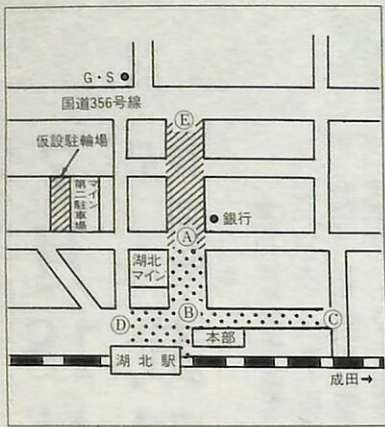 G・S
国道356号線
E
仮設駐輪場
マイン
第二駐車場
銀行
A
湖北
マイン
B
C
D
本部
湖北駅
成田→